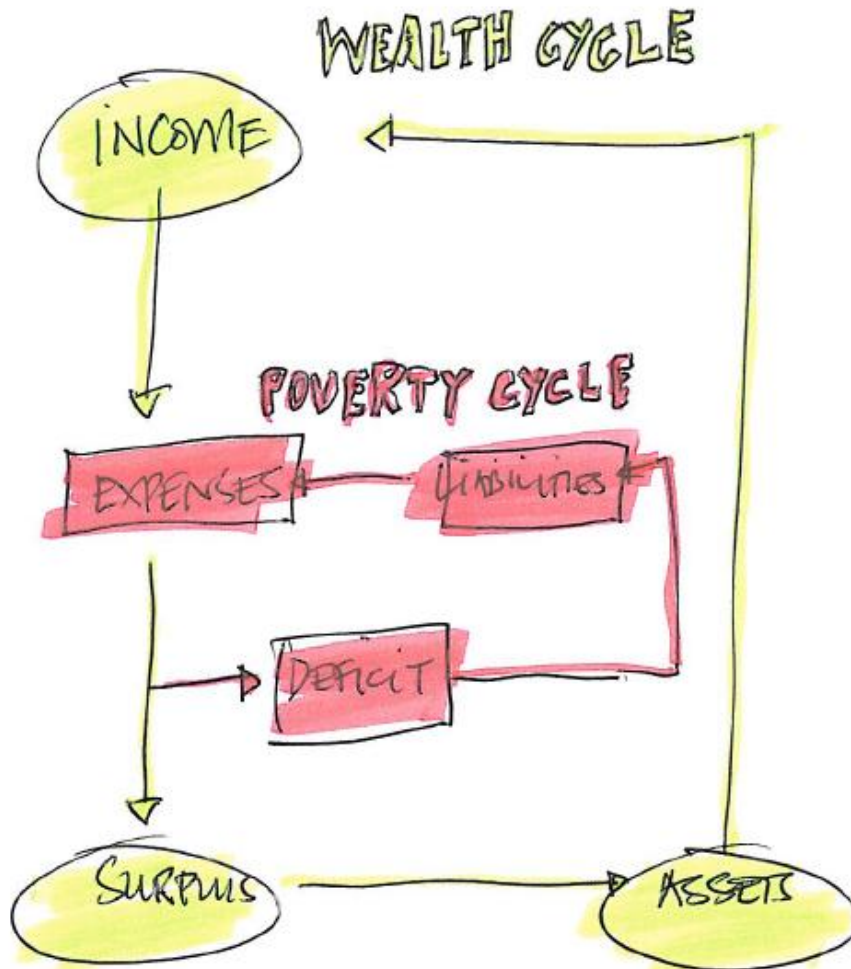 WEALTH CYCLE
INCOME
POVERTY CYCLE
EXPENSES
LIABILITIES
DEFICIT
SURPLUS
ASSETS